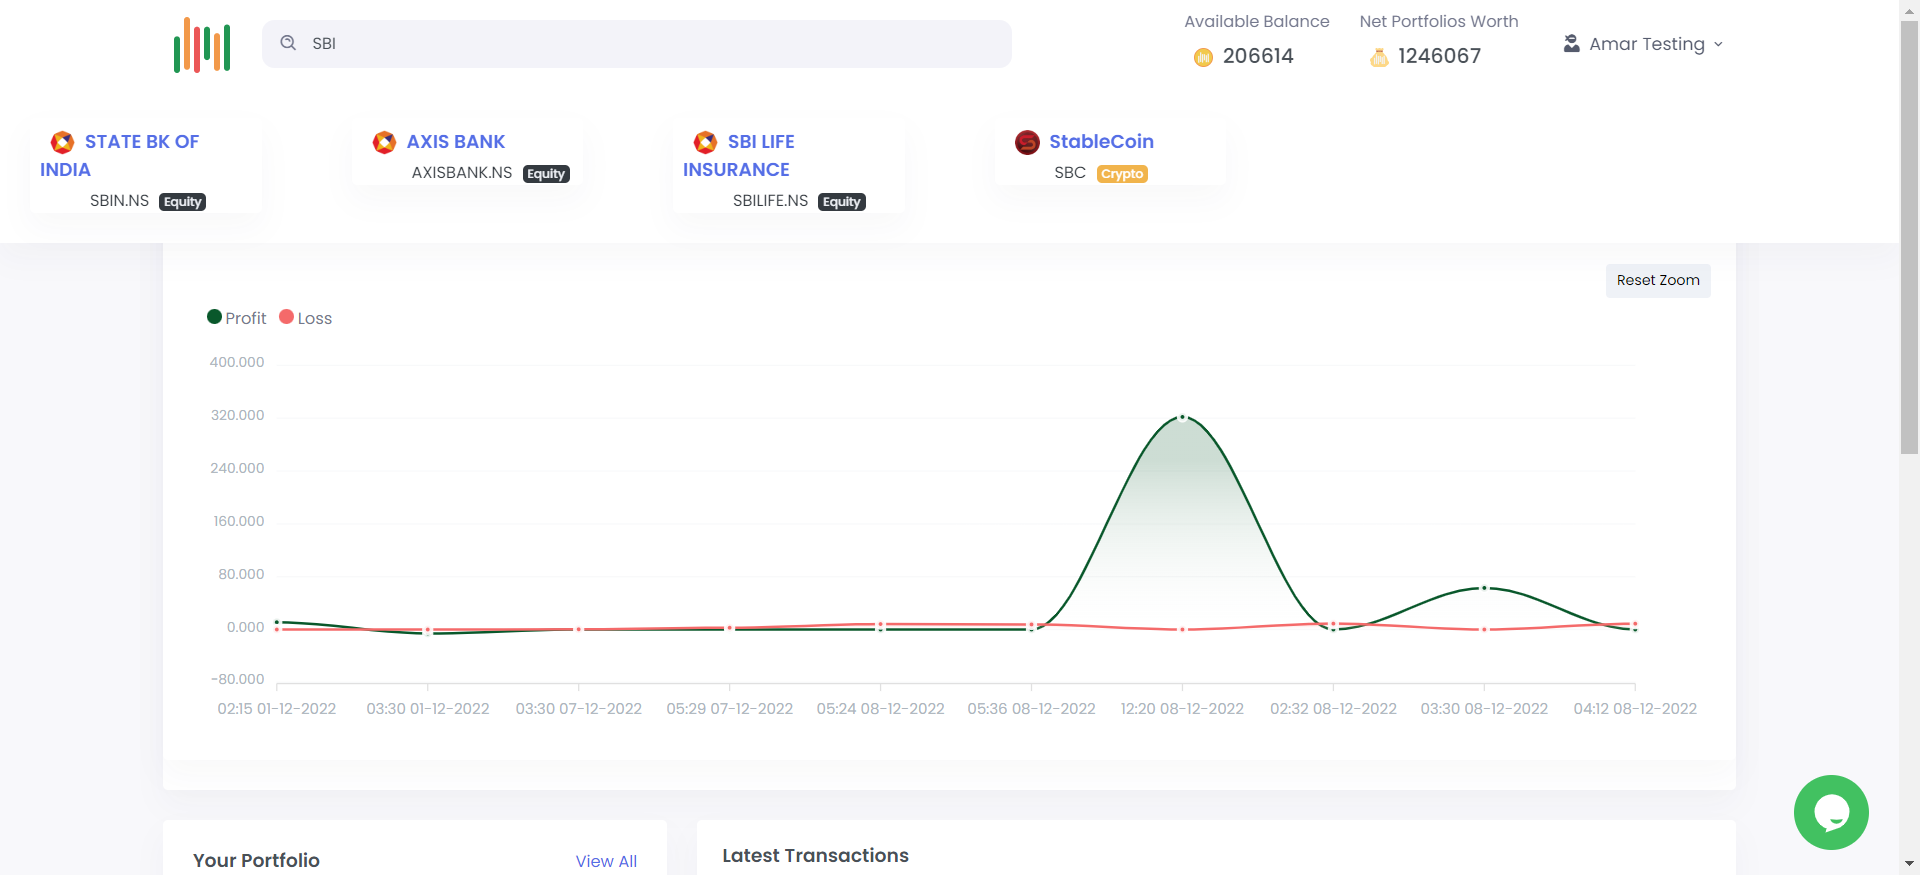 SBI
Available Balance
206614
Net Portfolios Worth
1246067
Amar Testing
STATE BK OF
INDIA
SBIN.NS Equity
AXIS BANK
AXISBANK.NS Equity
SBI LIFE
INSURANCE
SBILIFE.NS Equity
StableCoin
SBC Crypto
Reset Zoom
Profit Loss
400.000
320.000
240.000
160.000
80.000
0.000
-80.000
02:15 01-12-2022 03:30 01-12-2022 03:30 07-12-2022 05:29 07-12-2022 05:24 08-12-2022 05:36 08-12-2022 12:20 08-12-2022 02:32 08-12-2022 03:30 08-12-2022 04:12 08-12-2022
Your Portfolio View All
Latest Transactions